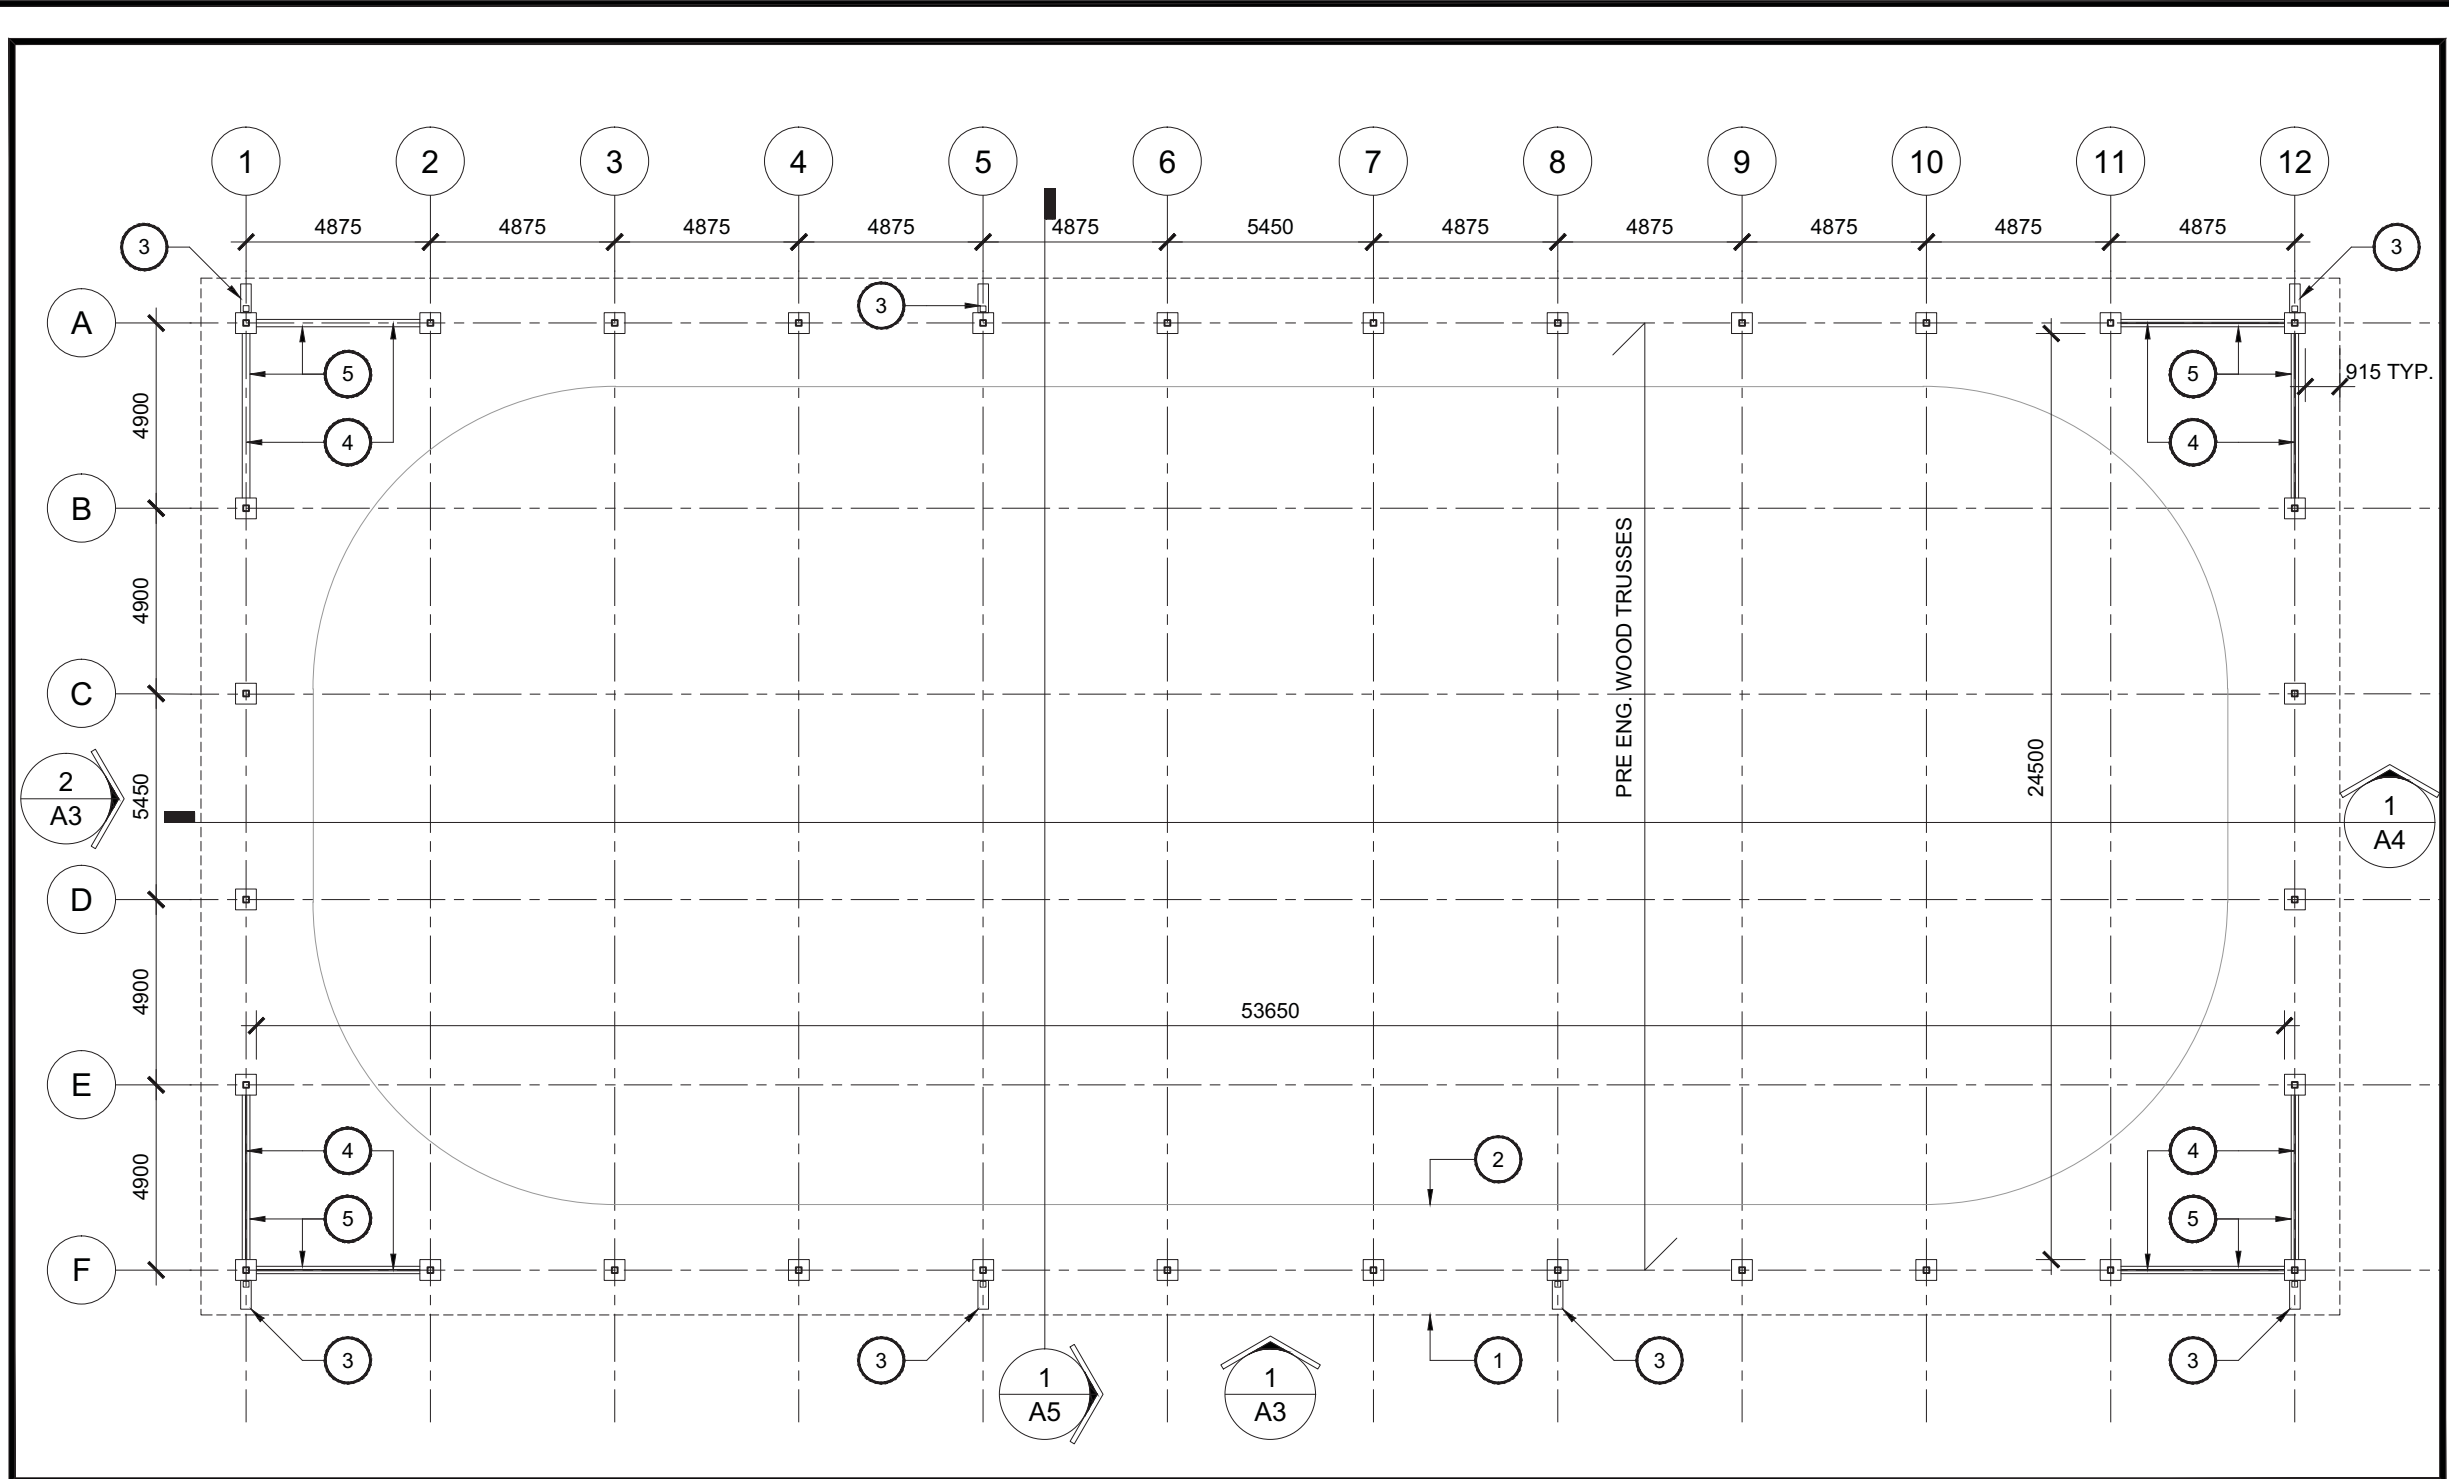 1 2 3 4 5 6 7 8 9 10 11 12
4875 4875 4875 4875 4875 5450 4875 4875 4875 4875 4875
3 3
3
A
5 5 915 TYP.
4900
4 4
B
4900
PRE ENG. WOOD TRUSSES
C
2
A3
5450
24500
1
A4
D
4900
53650
E
4 2 4
4900
5 5
F
3 3 1 3 3
1
A5
1
A3